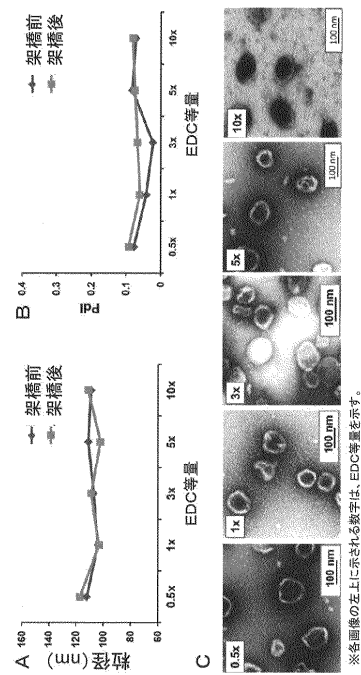 A
160
140
120
100
80
60
粒径(nm)
架橋前
架橋後
0.5x
1x
3x
5x
10x
EDC等量
B
0.4
0.3
0.2
0.1
0
PdI
架橋前
架橋後
0.5x
1x
3x
5x
10x
EDC等量
C
0.5x
100 nm
1x
100 nm
3x
100 nm
5x
100 nm
10x
100 nm
※各画像の左上に示される数字は、EDC等量を示す。